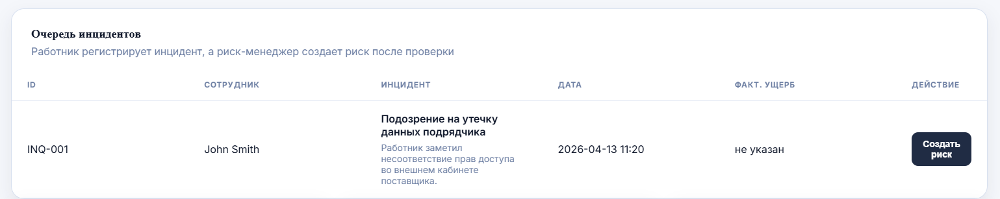 Очередь инцидентов
Работник регистрирует инцидент, а риск-менеджер создает риск после проверки
ID СОТРУДНИК ИНЦИДЕНТ ДАТА ФАКТ. УЩЕРБ ДЕЙСТВИЕ
INQ-001
John Smith
Подозрение на утечку
данных подрядчика
Работник заметил
несоответствие прав доступа
во внешнем кабинете
поставщика.
2026-04-13 11:20
не указан
Создать
риск